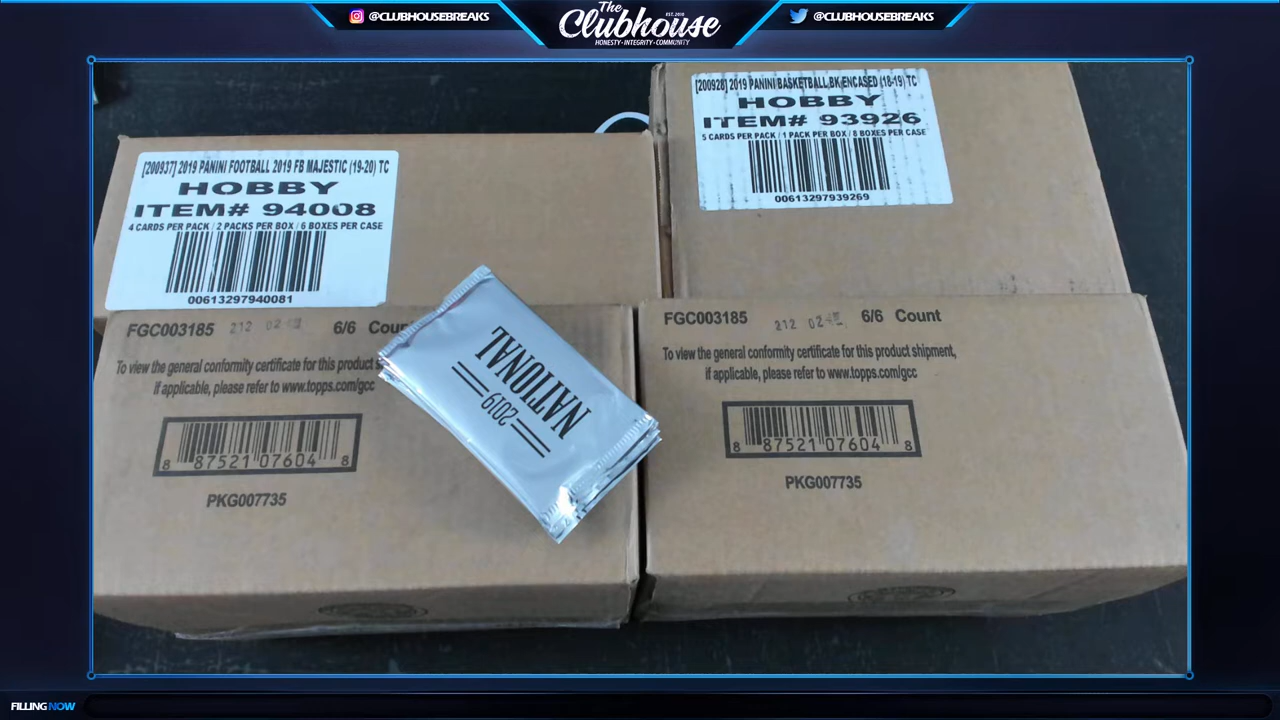 @CLUBHOUSEBREAKS
The
Clubhouse
EST. 2018
HONESTY • INTEGRITY • COMMUNITY
@CLUBHOUSEBREAKS
[200937] 2019 PANINI FOOTBALL 2019 FB MAJESTIC (19-20) TC
HOBBY
ITEM# 94008
4 CARDS PER PACK / 2 PACKS PER BOX / 6 BOXES PER CASE
00613297940081
[200928] 2019 PANINI BASKETBALL BK ENCASED (18-19) TC
HOBBY
ITEM# 93926
5 CARDS PER PACK / 1 PACK PER BOX / 8 BOXES PER CASE
00613297939269
FGC003185 212 6/6 Coun
To view the general conformity certificate for this product s
if applicable, please refer to www.topps.com/gcc
8 87521 07604 8
PKG007735
NATIONAL
2019
FGC003185 212 6/6 Count
To view the general conformity certificate for this product shipment,
if applicable, please refer to www.topps.com/gcc
8 87521 07604 8
PKG007735
FILLING NOW